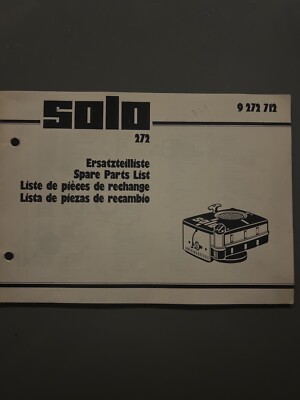 solo
9 272 712
272
Ersatzteilliste
Spare Parts List
Liste de pièces de rechange
Lista de piezas de recambio